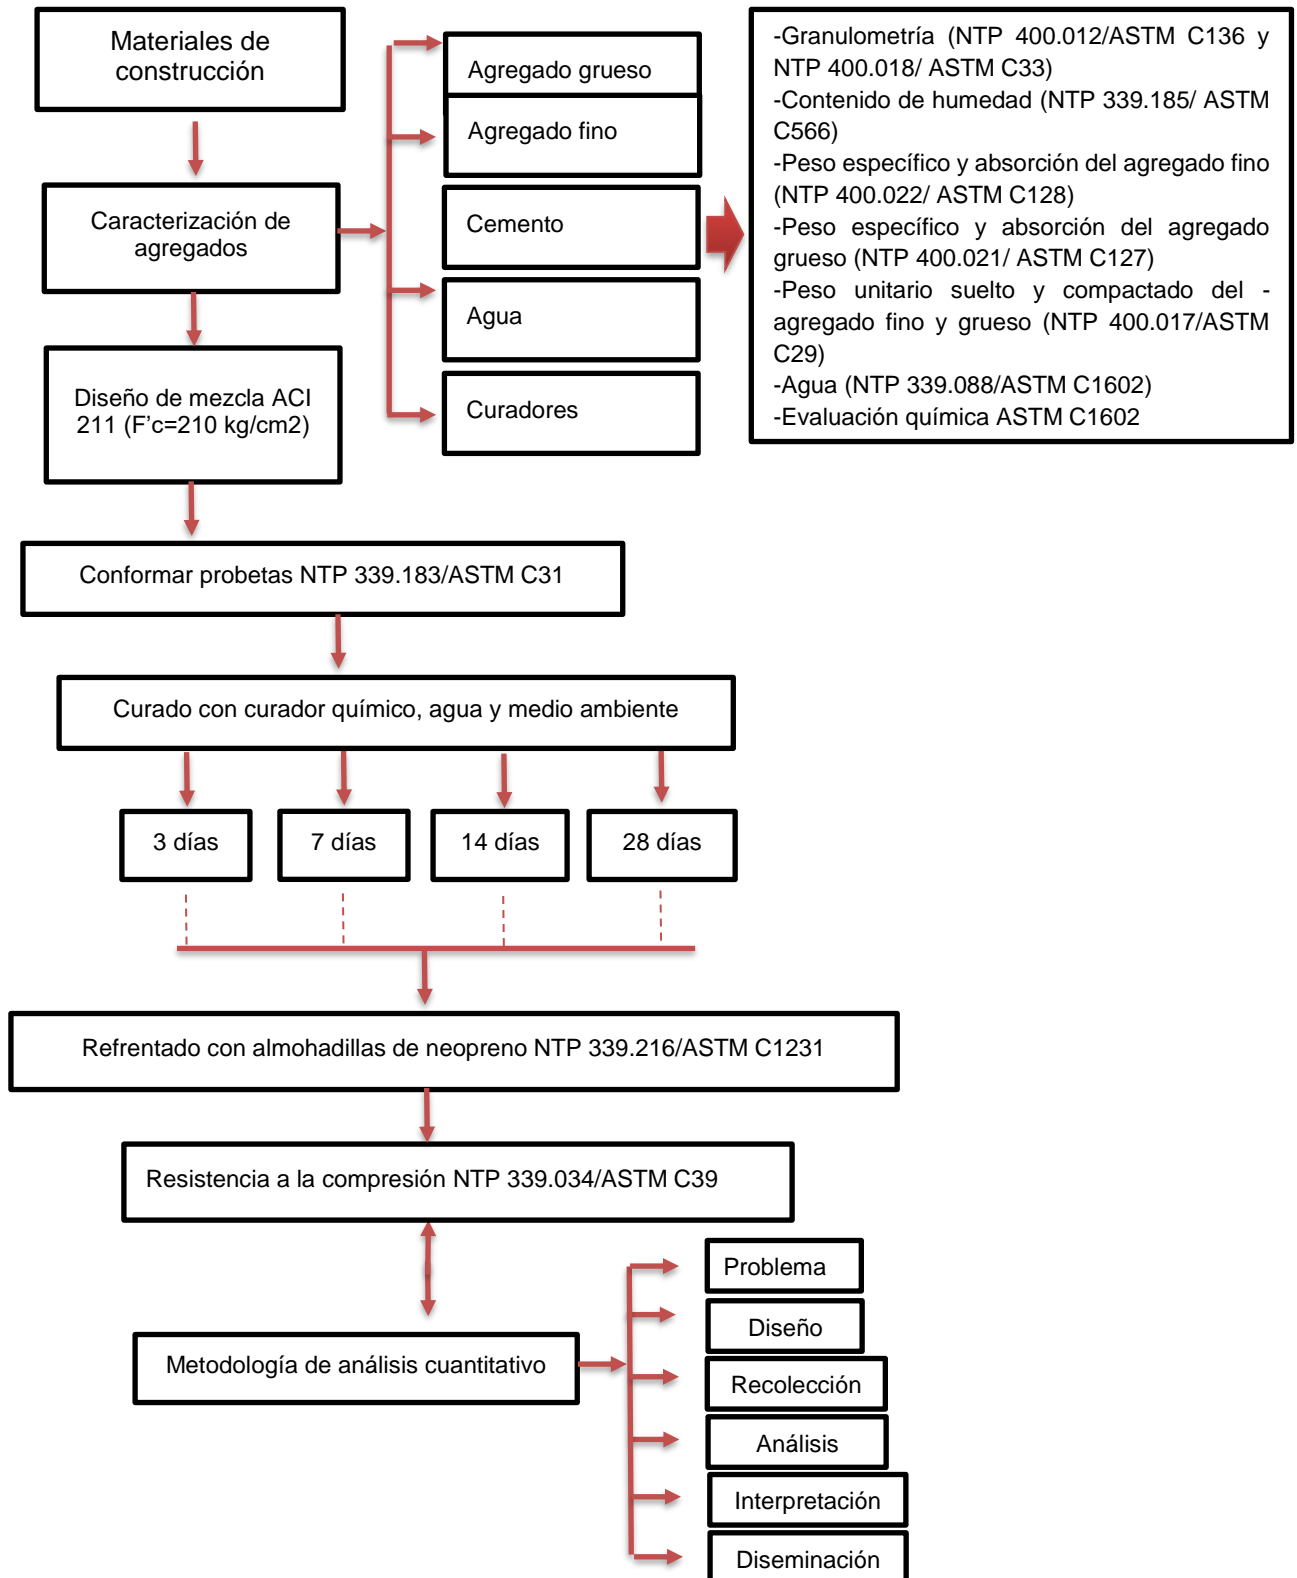 Materiales de
construcción
Caracterización de
agregados
Diseño de mezcla ACI
211 (F’c=210 kg/cm2)
Agregado grueso
Agregado fino
Cemento
Agua
Curadores
-Granulometría (NTP 400.012/ASTM C136 y
NTP 400.018/ ASTM C33)
-Contenido de humedad (NTP 339.185/ ASTM
C566)
-Peso específico y absorción del agregado fino
(NTP 400.022/ ASTM C128)
-Peso específico y absorción del agregado
grueso (NTP 400.021/ ASTM C127)
-Peso unitario suelto y compactado del -
agregado fino y grueso (NTP 400.017/ASTM
C29)
-Agua (NTP 339.088/ASTM C1602)
-Evaluación química ASTM C1602
Conformar probetas NTP 339.183/ASTM C31
Curado con curador químico, agua y medio ambiente
3 días
7 días
14 días
28 días
Refrentado con almohadillas de neopreno NTP 339.216/ASTM C1231
Resistencia a la compresión NTP 339.034/ASTM C39
Metodología de análisis cuantitativo
Problema
Diseño
Recolección
Análisis
Interpretación
Diseminación